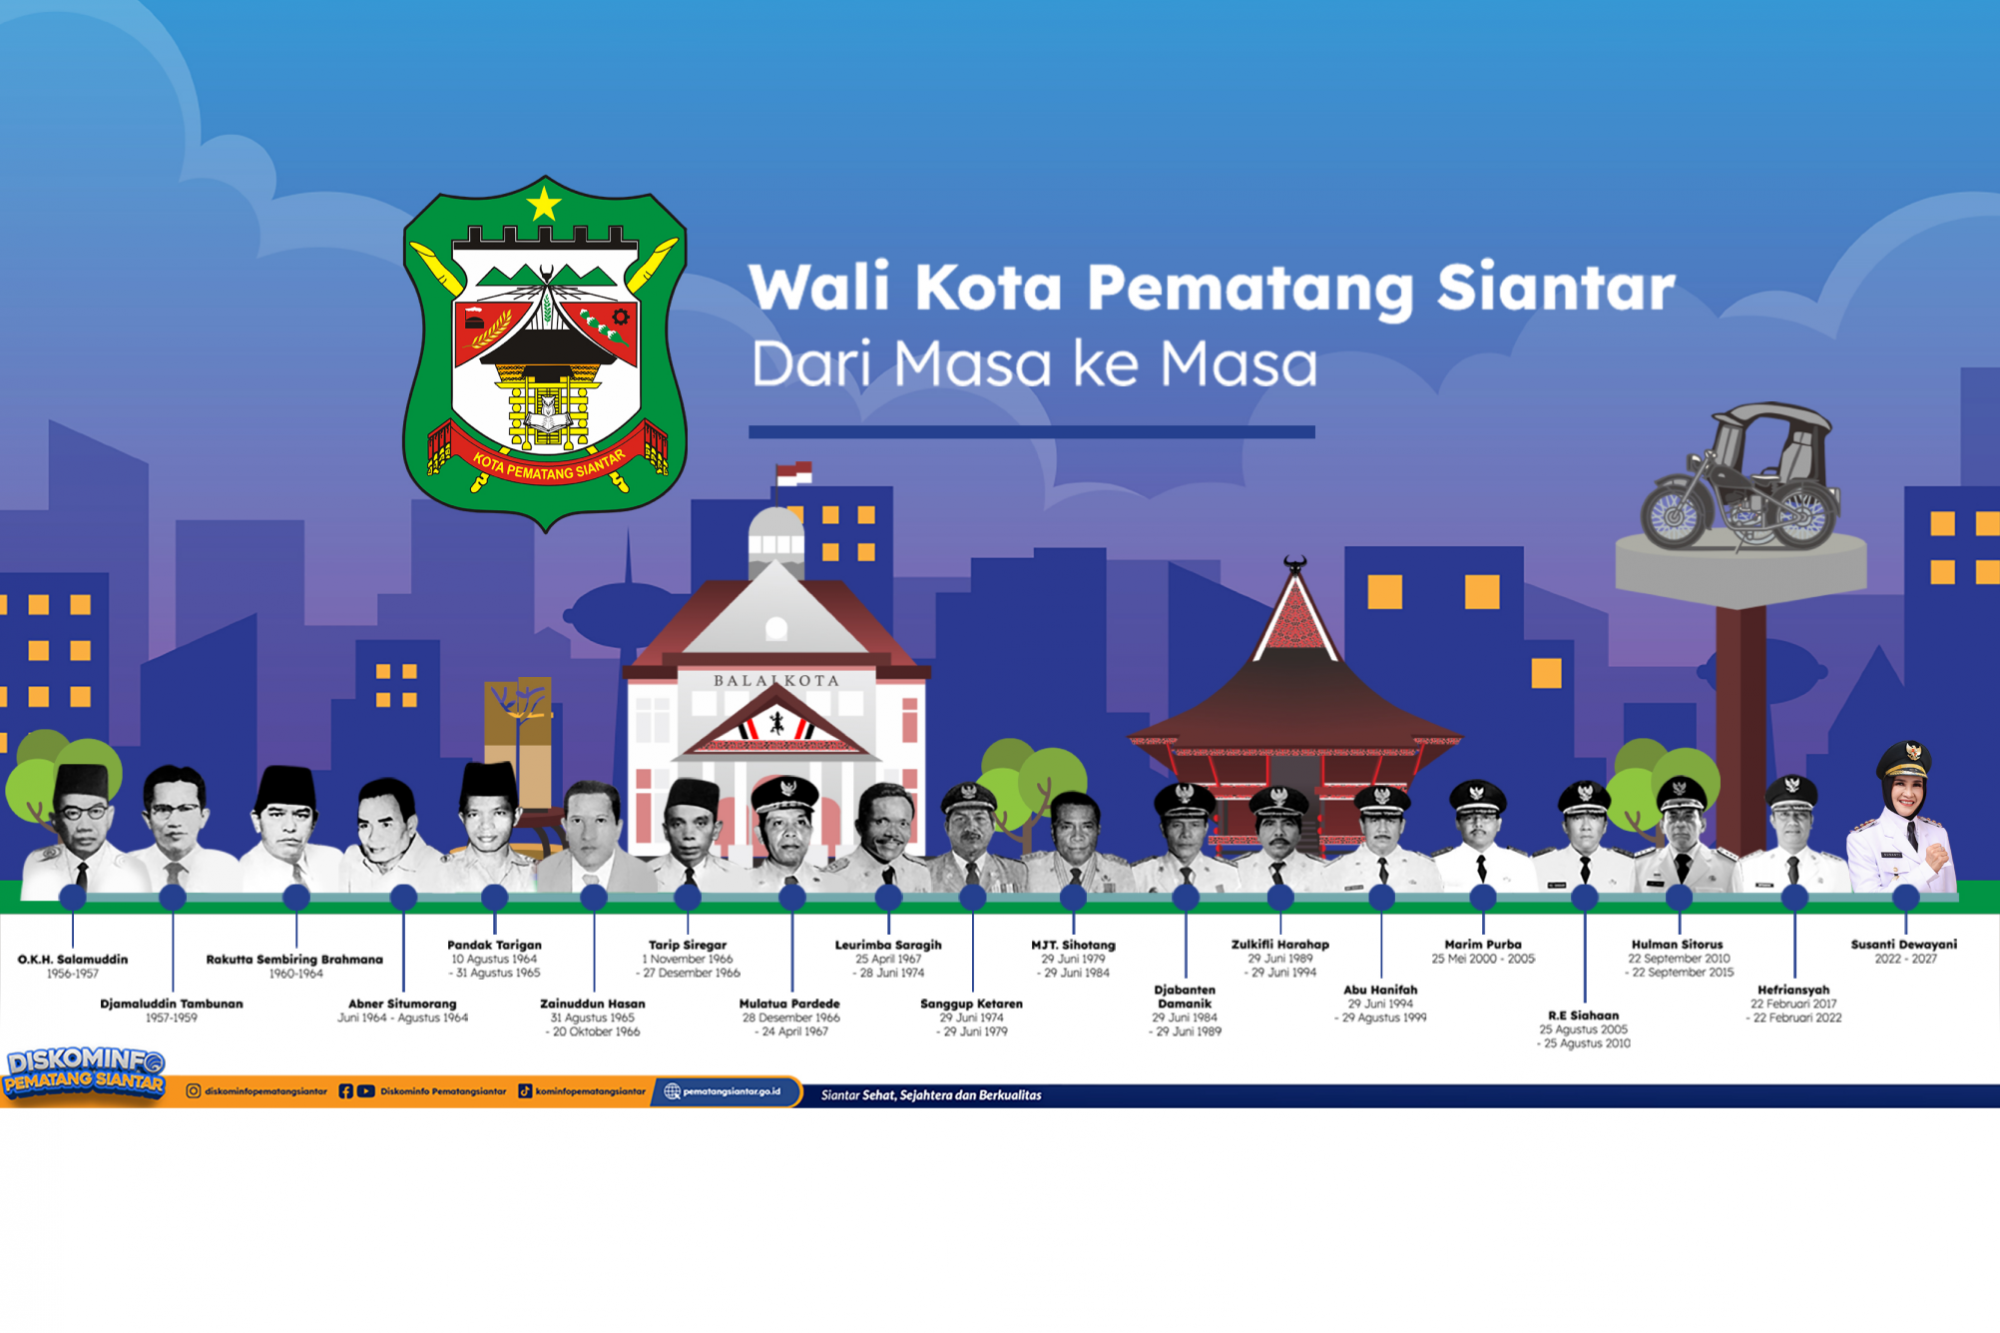 Wali Kota Pematang Siantar
Dari Masa ke Masa
KOTA PEMATANG SIANTAR
BALAI KOTA
O.K.H. Salamuddin
1956-1957
Djamaluddin Tambunan
1957-1959
Rakutta Sembiring Brahmana
1960-1964
Abner Situmorang
Juni 1964 - Agustus 1964
Pandak Tarigan
10 Agustus 1964
- 31 Agustus 1965
Zainuddun Hasan
31 Agustus 1965
- 20 Oktober 1966
Tarip Siregar
1 November 1966
- 27 Desember 1966
Mulatua Pardede
28 Desember 1966
- 24 April 1967
Leurimba Saragih
25 April 1967
- 28 Juni 1974
Sanggup Ketaren
29 Juni 1974
- 29 Juni 1979
MJT. Sihotang
29 Juni 1979
- 29 Juni 1984
Djabanten
Damanik
29 Juni 1984
- 29 Juni 1989
Zulkifli Harahap
29 Juni 1989
- 29 Juni 1994
Abu Hanifah
29 Juni 1994
- 29 Agustus 1999
Marim Purba
25 Mei 2000 - 2005
R.E Siahaan
25 Agustus 2005
- 25 Agustus 2010
Hulman Sitorus
22 September 2010
- 22 September 2015
Hefriansyah
22 Februari 2017
- 22 Februari 2022
Susanti Dewayani
2022 - 2027
DISKOMINFO
PEMATANG SIANTAR
diskominfopematangsiantar
Diskominfo Pematangsiantar
kominfopematangsiantar
pematangsiantar.go.id
Siantar Sehat, Sejahtera dan Berkualitas